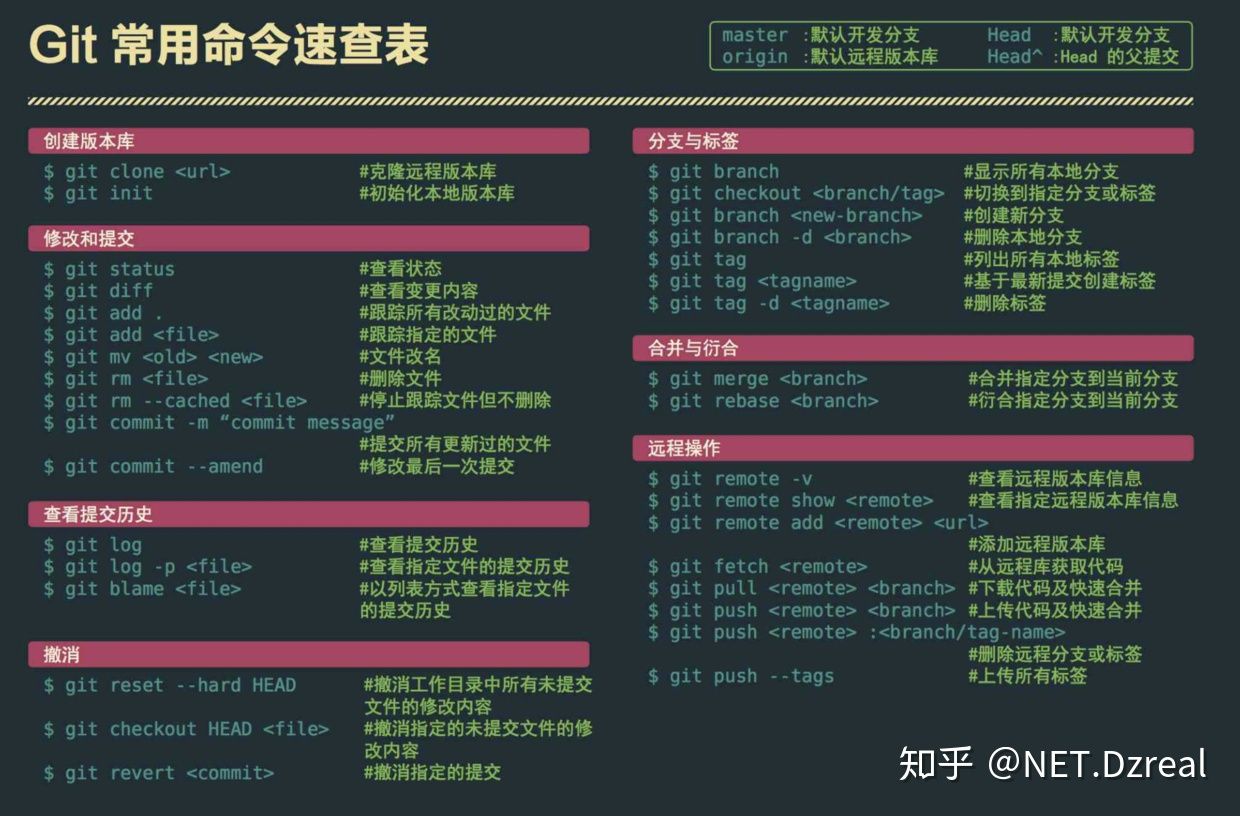 Git 常用命令速查表
master :默认开发分支 Head :默认开发分支
origin :默认远程版本库 Head^ :Head 的父提交
创建版本库
$ git clone <url> #克隆远程版本库
$ git init #初始化本地版本库
修改和提交
$ git status #查看状态
$ git diff #查看变更内容
$ git add . #跟踪所有改动过的文件
$ git add <file> #跟踪指定的文件
$ git mv <old> <new> #文件改名
$ git rm <file> #删除文件
$ git rm --cached <file> #停止跟踪文件但不删除
$ git commit -m “commit message”
#提交所有更新过的文件
$ git commit --amend #修改最后一次提交
查看提交历史
$ git log #查看提交历史
$ git log -p <file> #查看指定文件的提交历史
$ git blame <file> #以列表方式查看指定文件
的提交历史
撤消
$ git reset --hard HEAD #撤消工作目录中所有未提交
文件的修改内容
$ git checkout HEAD <file> #撤消指定的未提交文件的修
改内容
$ git revert <commit> #撤消指定的提交
分支与标签
$ git branch #显示所有本地分支
$ git checkout <branch/tag> #切换到指定分支或标签
$ git branch <new-branch> #创建新分支
$ git branch -d <branch> #删除本地分支
$ git tag #列出所有本地标签
$ git tag <tagname> #基于最新提交创建标签
$ git tag -d <tagname> #删除标签
合并与衍合
$ git merge <branch> #合并指定分支到当前分支
$ git rebase <branch> #衍合指定分支到当前分支
远程操作
$ git remote -v #查看远程版本库信息
$ git remote show <remote> #查看指定远程版本库信息
$ git remote add <remote> <url>
#添加远程版本库
$ git fetch <remote> #从远程库获取代码
$ git pull <remote> <branch> #下载代码及快速合并
$ git push <remote> <branch> #上传代码及快速合并
$ git push <remote> :<branch/tag-name>
#删除远程分支或标签
$ git push --tags #上传所有标签
知乎 @NET.Dzreal